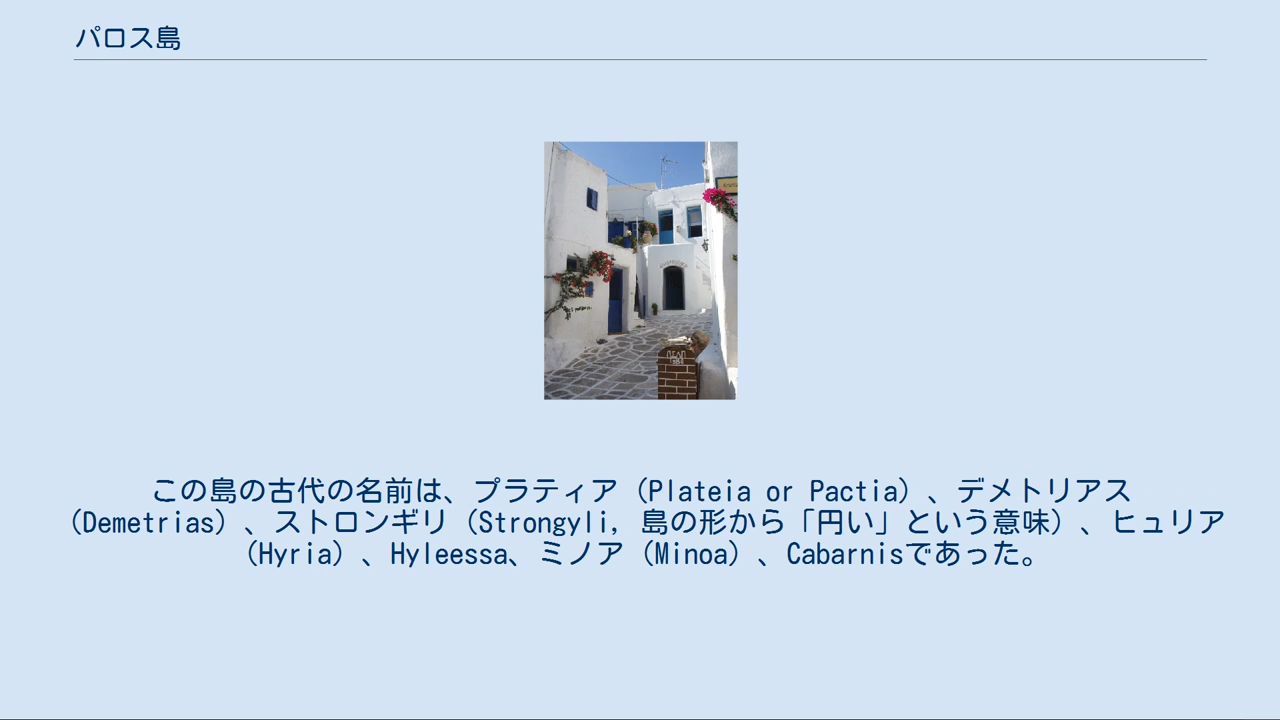 パロス島
この島の古代の名前は、プラティア（Plateia or Pactia）、デメトリアス
（Demetrias）、ストロンギリ（Strongyli, 島の形から「円い」という意味）、ヒュリア
（Hyria）、Hyleessa、ミノア（Minoa）、Cabarnisであった。